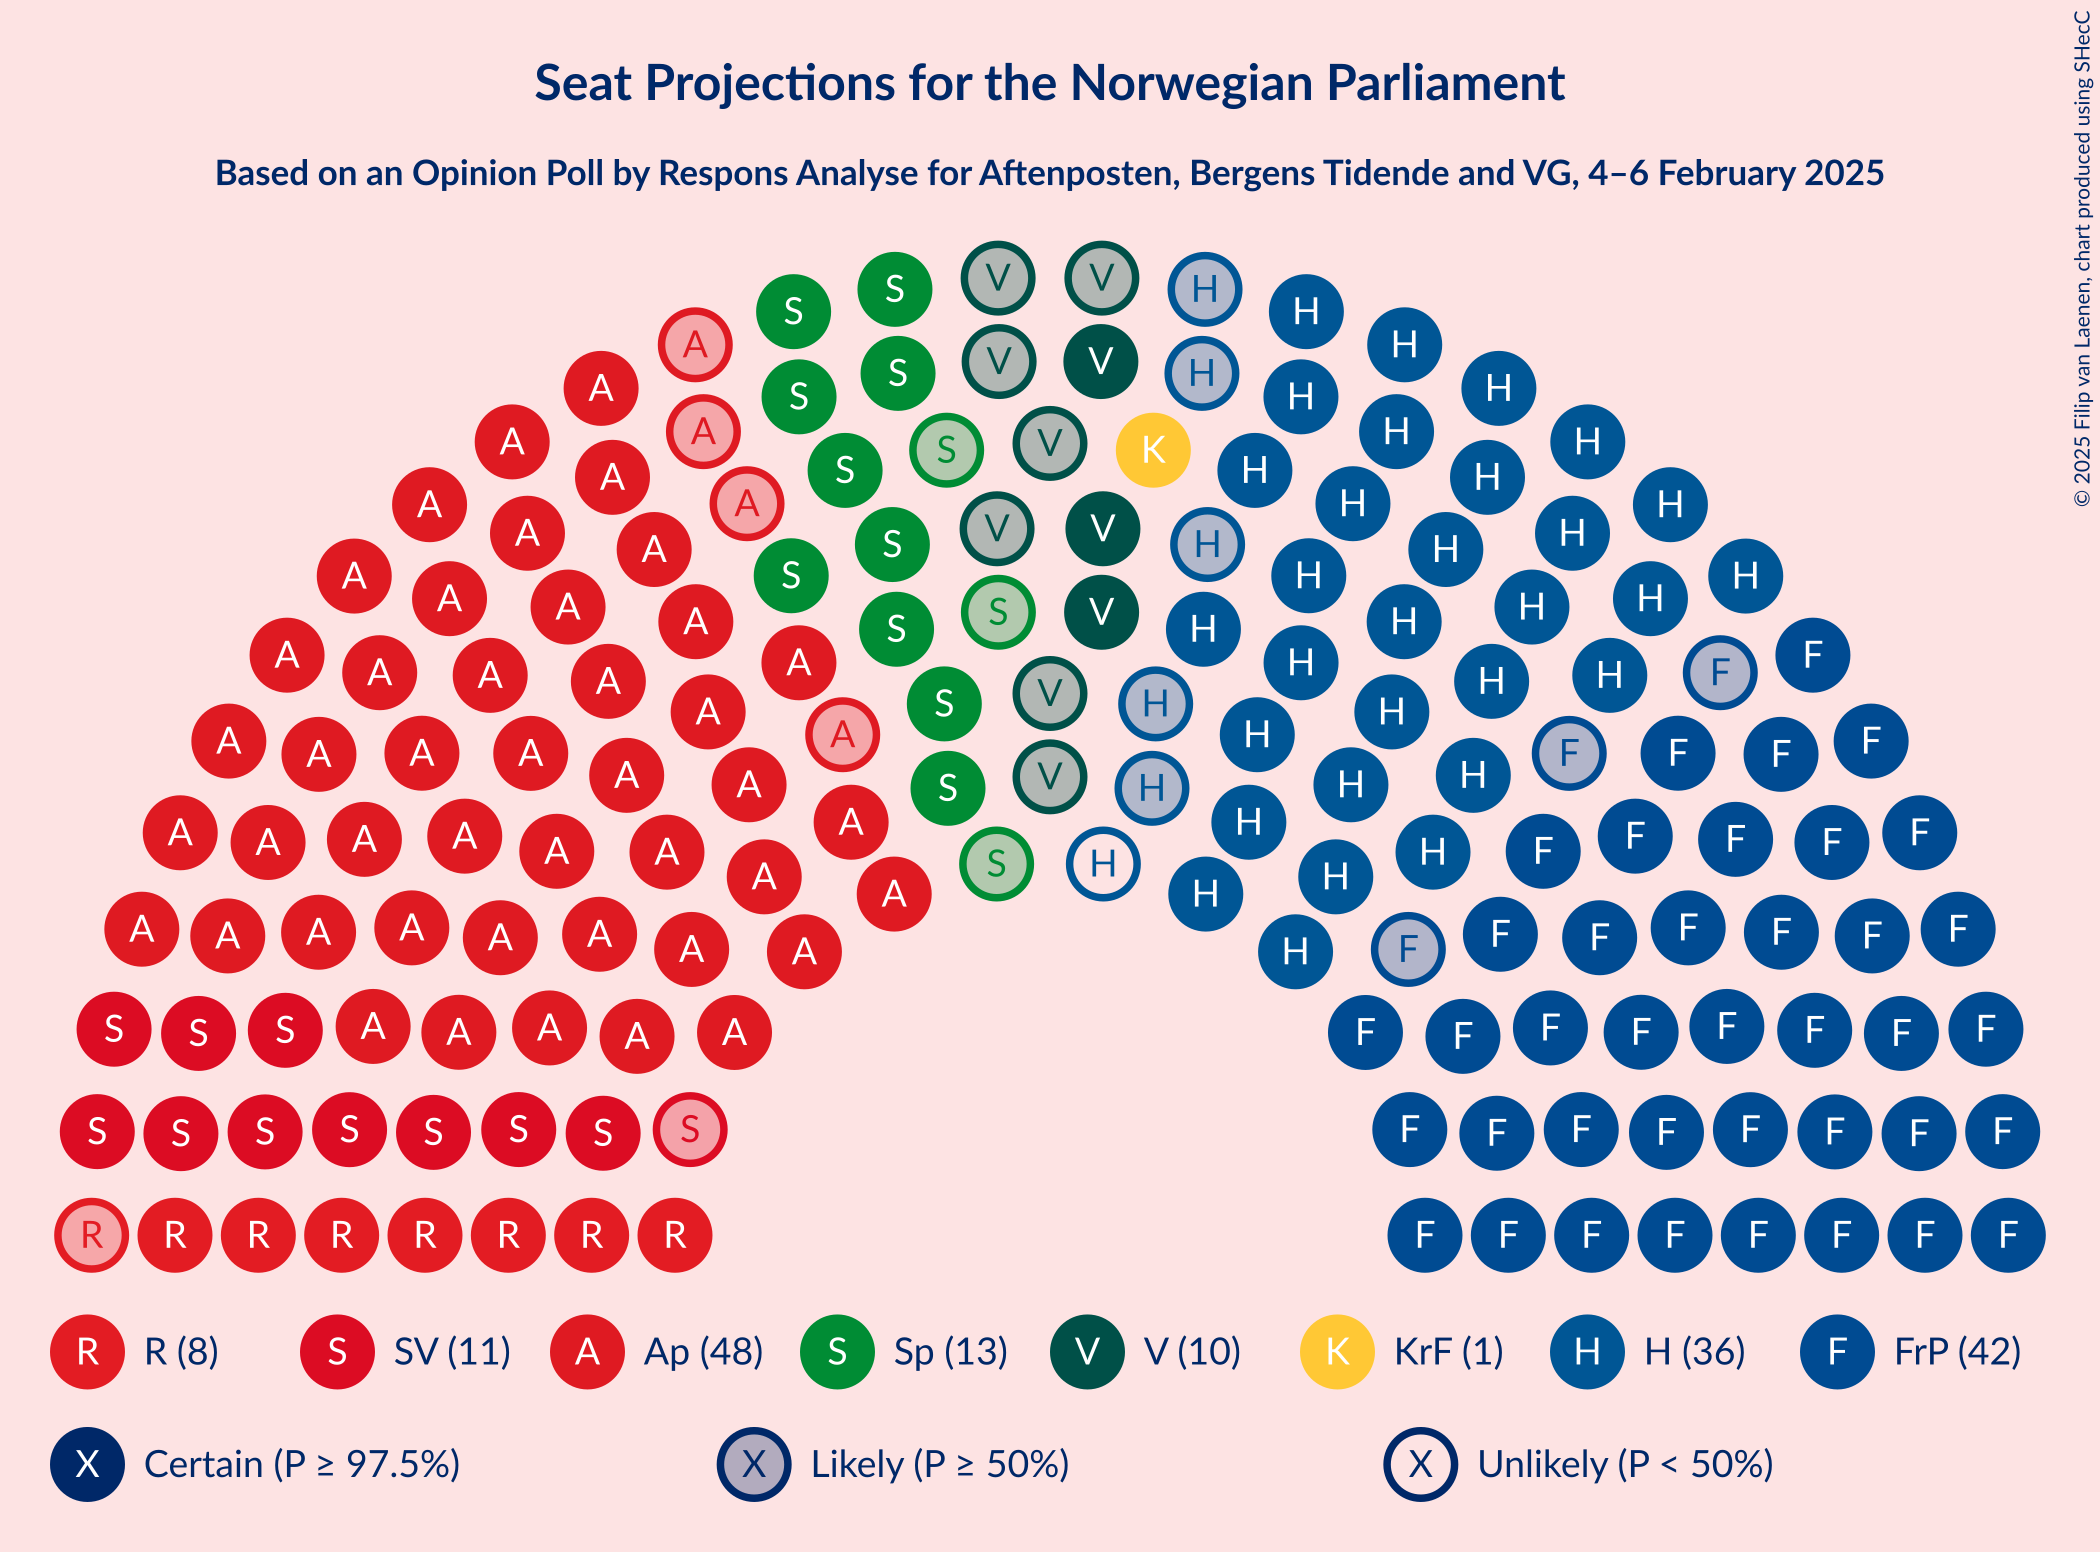 Seat Projections for the Norwegian Parliament
Based on an Opinion Poll by Respons Analyse for Aftenposten, Bergens Tidende and VG, 4–6 February 2025
© 2025 Filip van Laenen, chart produced using SHecC
V V
S S H H
A S V V H H
A A S S H H H
A A S V K H H
A A A S S V V H H H H
A A A S H H H H
A A A S S V H H H H
A A A A S V H H H H F F
A A A A A S V H H H H F F F F
A A A A A A A S H H H H F F F F F
A A A A A A A A S H H H F F F F F F
A A A A A A A A H F F F F F F F
S S S A A A A A F F F F F F F F
S S S S S S S S F F F F F F F F
R R R R R R R R F F F F F F F F
R R (8) S SV (11) A Ap (48) S Sp (13) V V (10) K KrF (1) H H (36) F FrP (42)
X Certain (P ≥ 97.5%) X Likely (P ≥ 50%) X Unlikely (P < 50%)